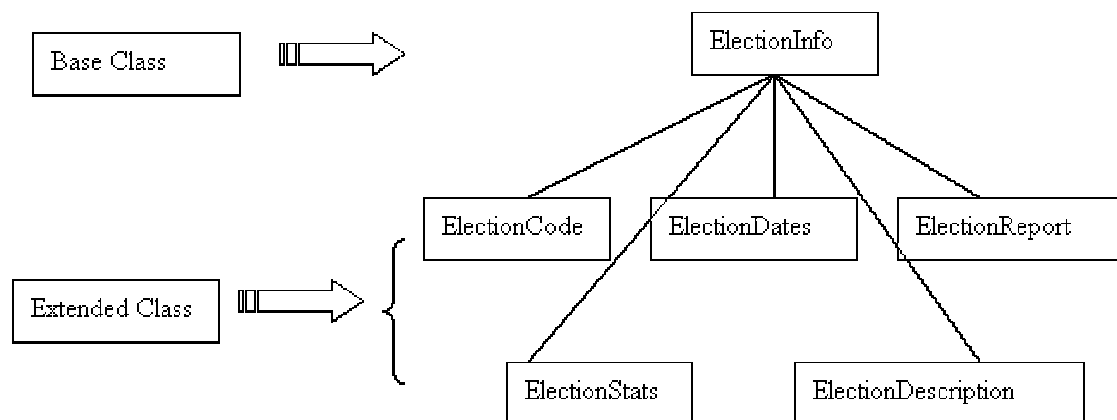 Base Class
ElectionInfo
ElectionCode
ElectionDates
ElectionReport
Extended Class
ElectionStats
ElectionDescription